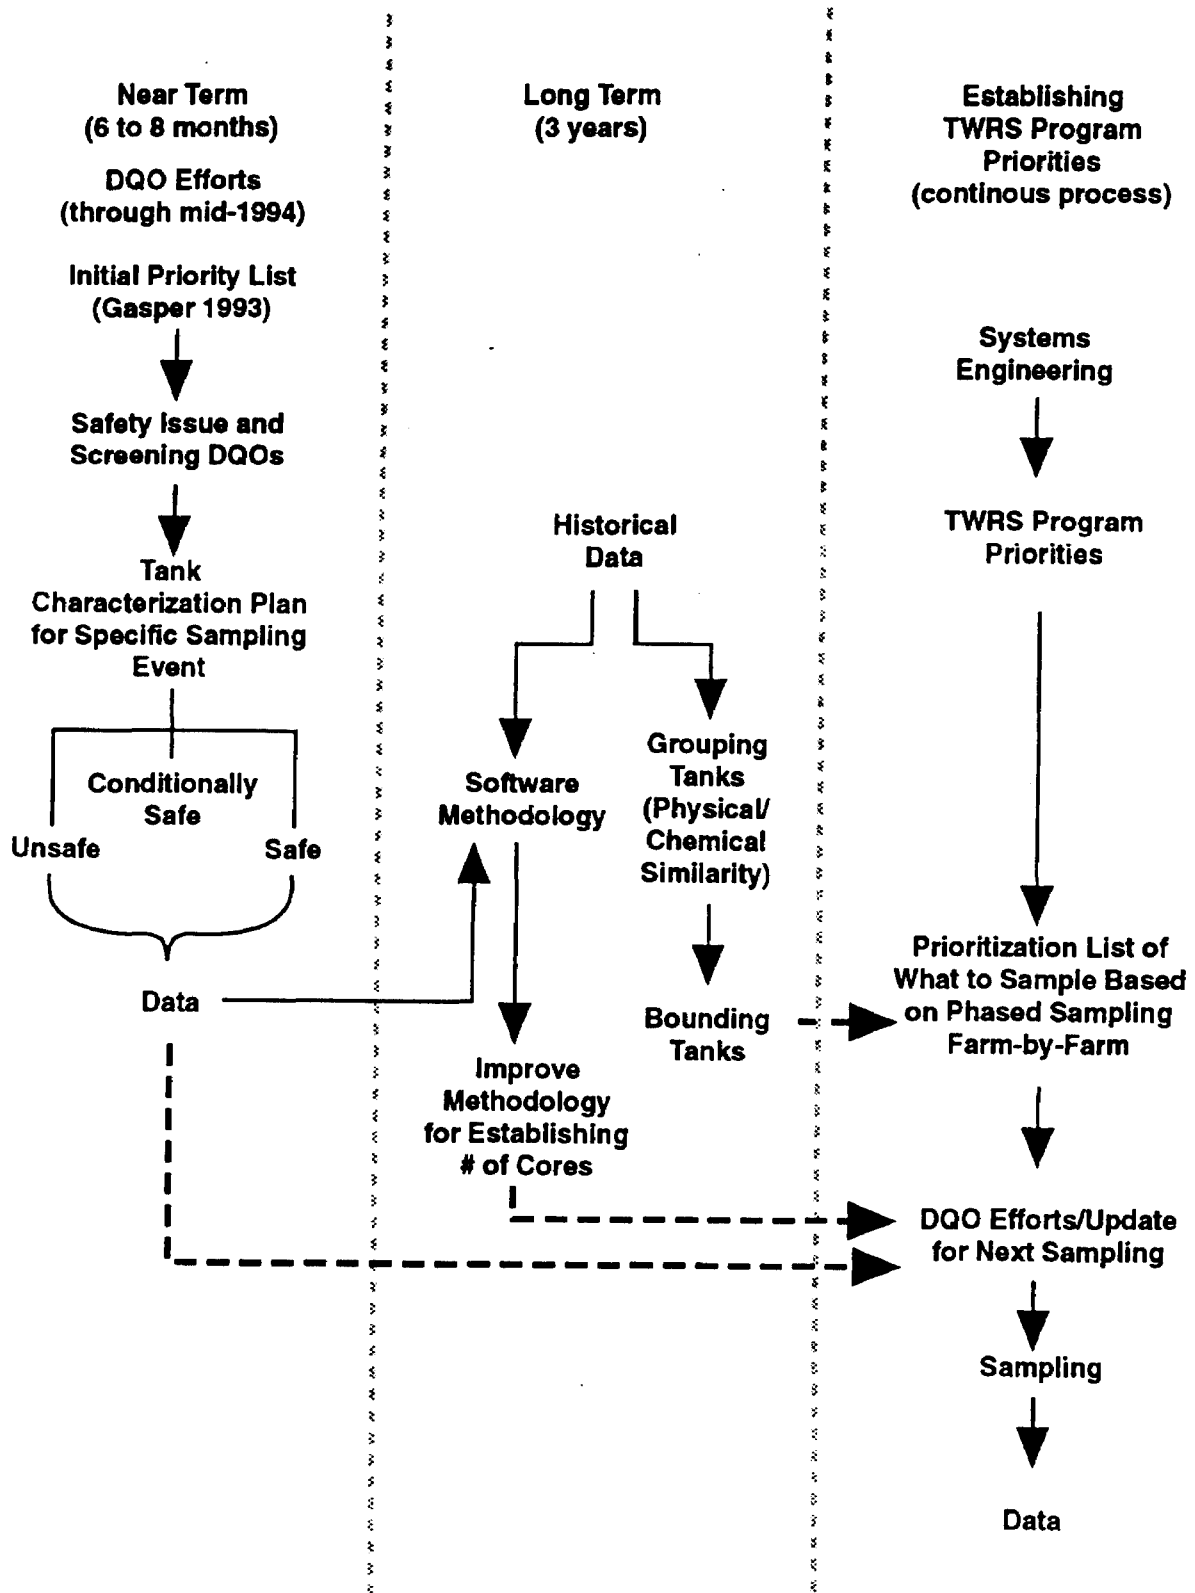 Near Term
(6 to 8 months)
DQO Efforts
(through mid-1994)
Initial Priority List
(Gasper 1993)
Safety Issue and
Screening DQOs
Tank
Characterization Plan
for Specific Sampling
Event
Conditionally
Safe
Unsafe
Safe
Data
Long Term
(3 years)
Historical
Data
Software
Methodology
Grouping
Tanks
(Physical/
Chemical
Similarity)
Improve
Methodology
for Establishing
# of Cores
Bounding
Tanks
Establishing
TWRS Program
Priorities
(continous process)
Systems
Engineering
TWRS Program
Priorities
Prioritization List of
What to Sample Based
on Phased Sampling
Farm-by-Farm
DQO Efforts/Update
for Next Sampling
Sampling
Data